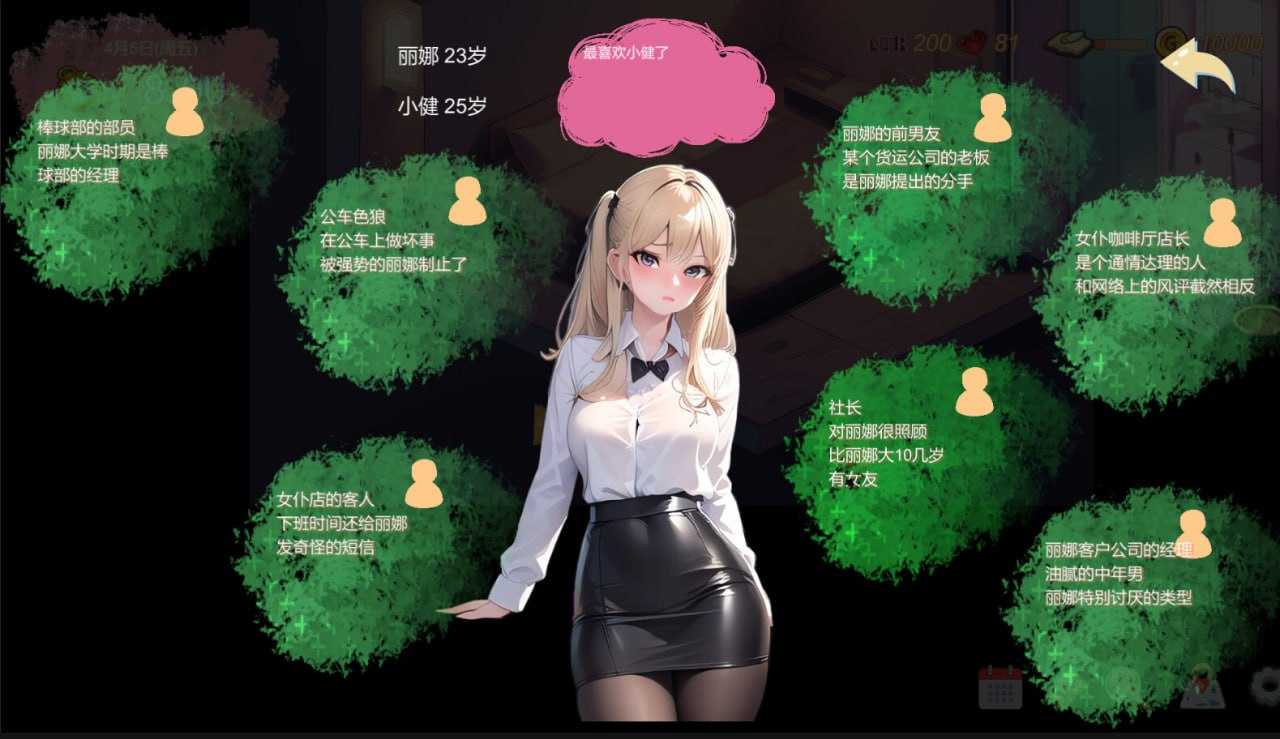 4月5日(周五)
丽娜 23岁
小健 25岁
最喜欢小健了
200
81
10000
棒球部的部员
丽娜大学时期是棒
球部的经理
公车色狼
在公车上做坏事
被强势的丽娜制止了
丽娜的前男友
某个货运公司的老板
是丽娜提出的分手
女仆咖啡厅店长
是个通情达理的人
和网络上的风评截然相反
社长
对丽娜很照顾
比丽娜大10几岁
有女友
女仆店的客人
下班时间还给丽娜
发奇怪的短信
丽娜客户公司的经理
油腻的中年男
丽娜特别讨厌的类型